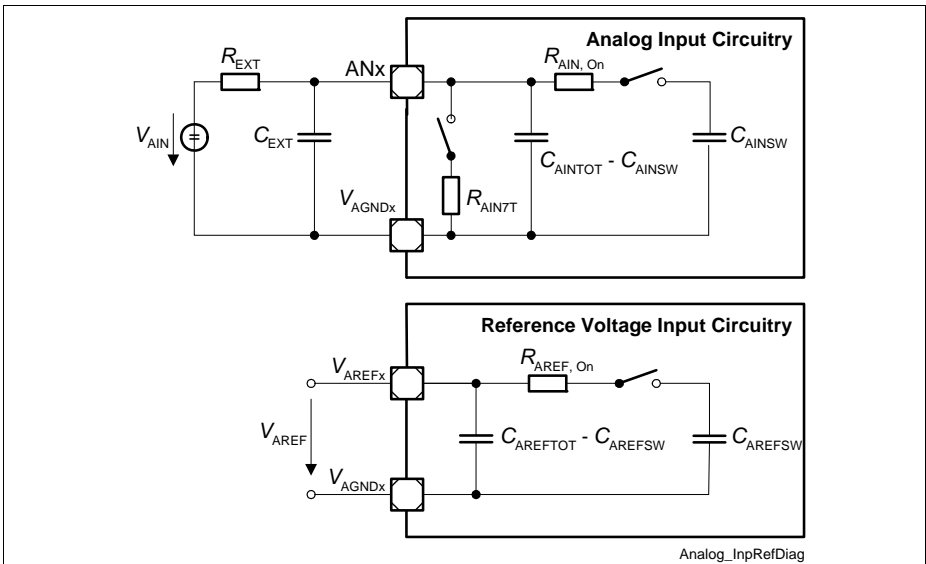 Analog Input Circuitry
R_EXT
ANx
R_AIN, On
V_AIN
C_EXT
C_AINTOT - C_AINSW
C_AINSW
V_AGNDx
R_AIN7T
Reference Voltage Input Circuitry
V_AREFx
R_AREF, On
V_AREF
C_AREFTOT - C_AREFSW
C_AREFSW
V_AGNDx
Analog_InpRefDiag